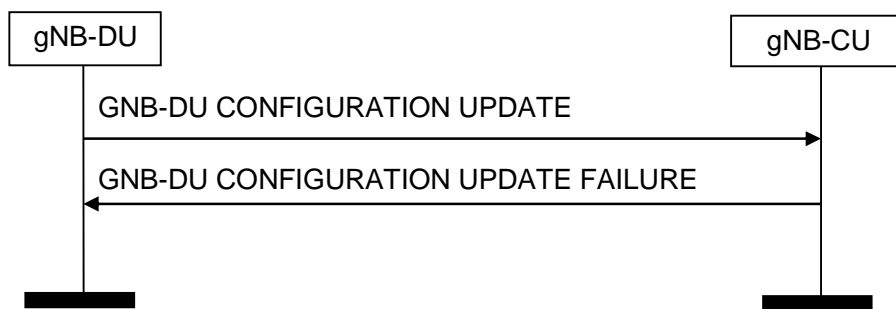 gNB-DU
gNB-CU
GNB-DU CONFIGURATION UPDATE
GNB-DU CONFIGURATION UPDATE FAILURE